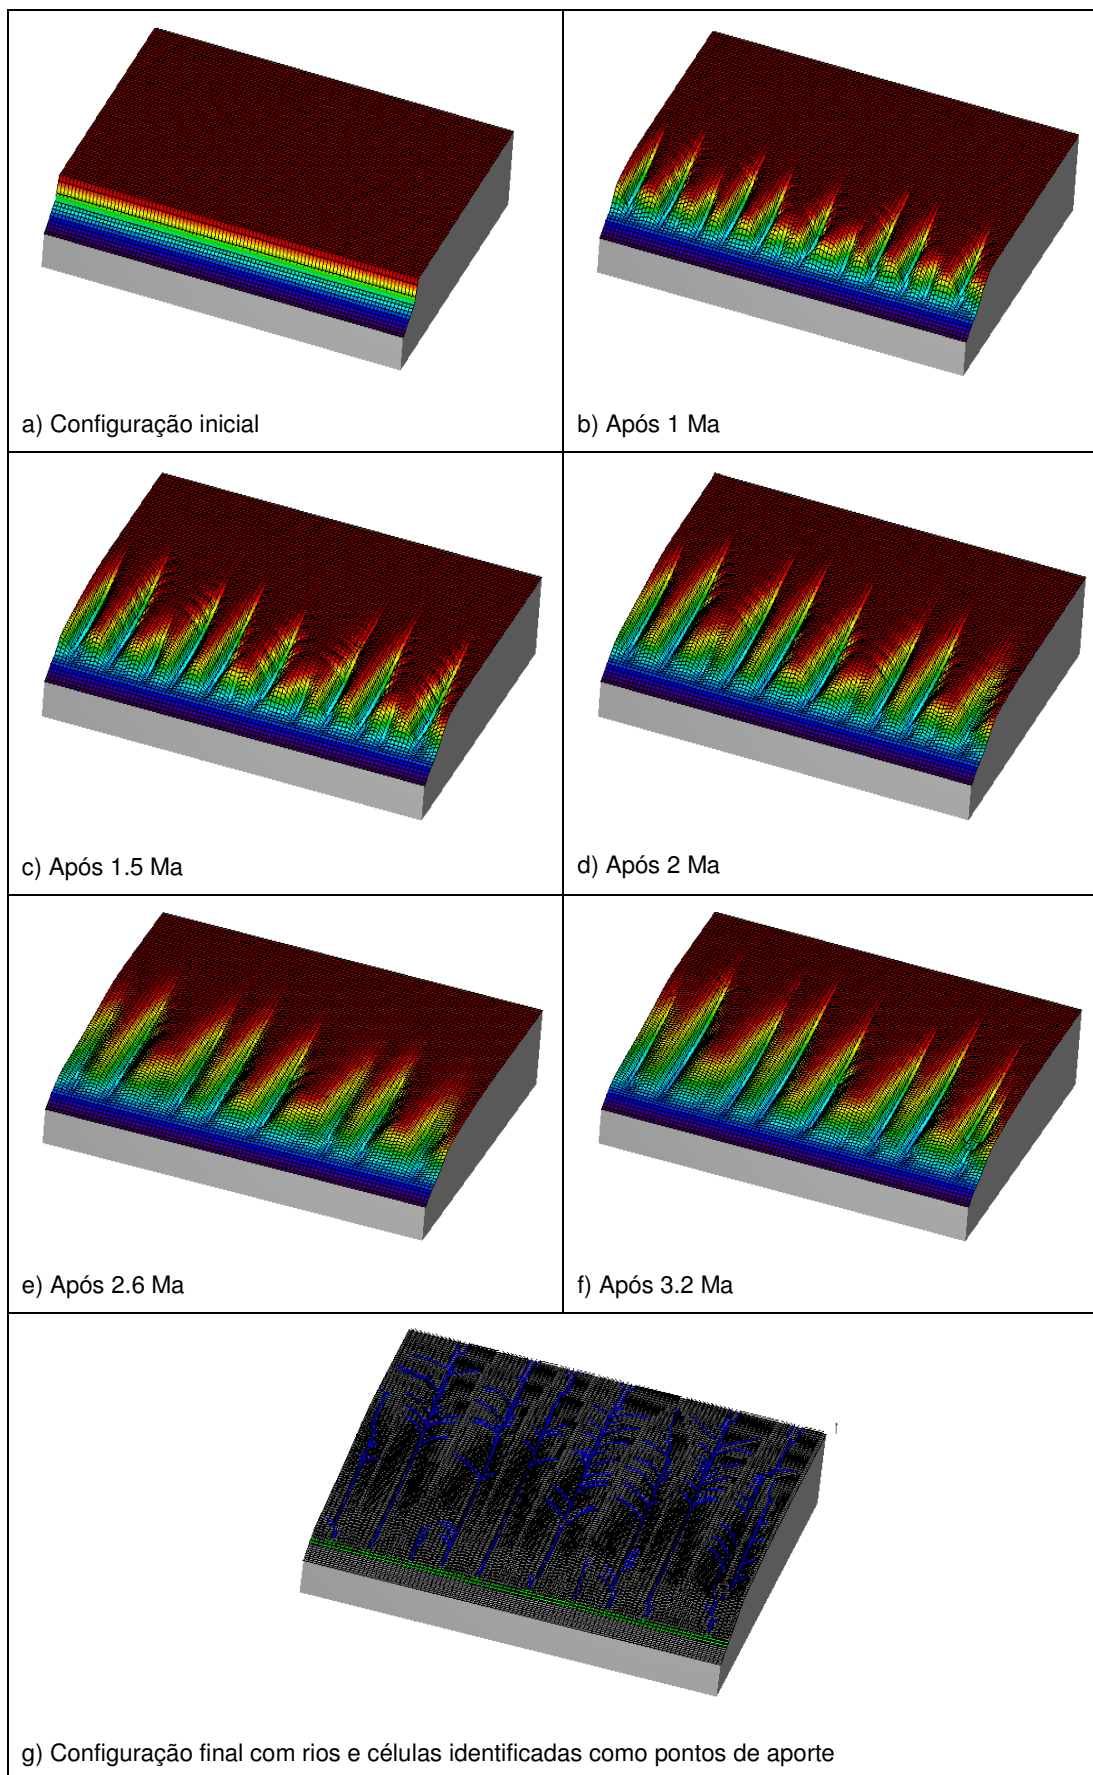 a) Configuração inicial
b) Após 1 Ma
c) Após 1.5 Ma
d) Após 2 Ma
e) Após 2.6 Ma
f) Após 3.2 Ma
g) Configuração final com rios e células identificadas como pontos de aporte